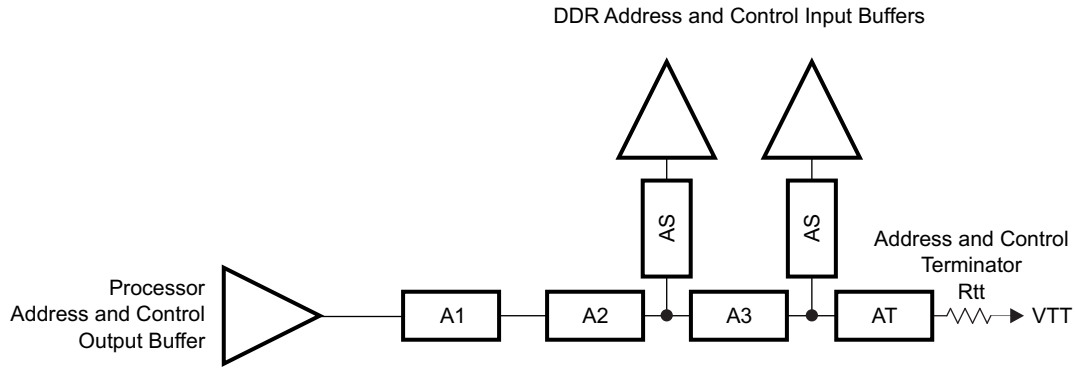 DDR Address and Control Input Buffers
AS
AS
Address and Control
Terminator
Rtt
Processor
Address and Control
Output Buffer
A1
A2
A3
AT
VTT